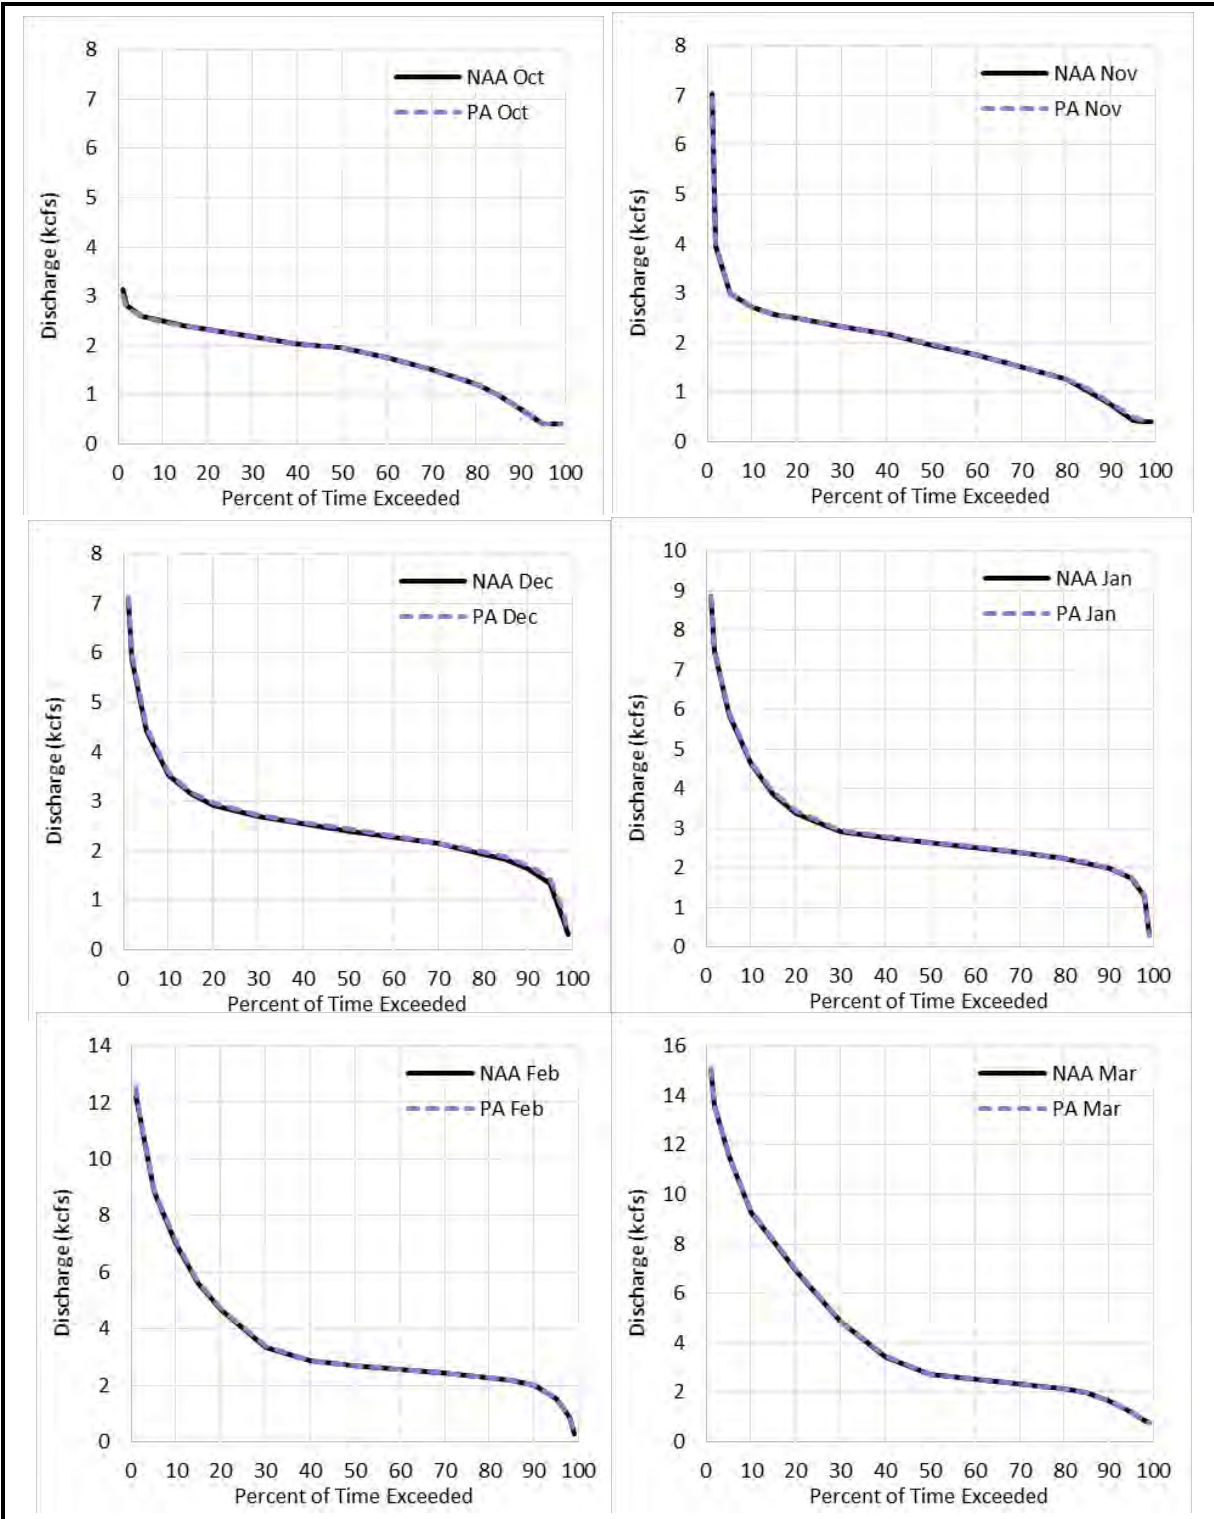 8
7
6
5
4
3
2
1
0
Discharge (kcfs)
NAA Oct
PA Oct
0 10 20 30 40 50 60 70 80 90 100
Percent of Time Exceeded
8
7
6
5
4
3
2
1
0
Discharge (kcfs)
NAA Nov
PA Nov
0 10 20 30 40 50 60 70 80 90 100
Percent of Time Exceeded
8
7
6
5
4
3
2
1
0
Discharge (kcfs)
NAA Dec
PA Dec
0 10 20 30 40 50 60 70 80 90 100
Percent of Time Exceeded
10
9
8
7
6
5
4
3
2
1
0
Discharge (kcfs)
NAA Jan
PA Jan
0 10 20 30 40 50 60 70 80 90 100
Percent of Time Exceeded
14
12
10
8
6
4
2
0
Discharge (kcfs)
NAA Feb
PA Feb
0 10 20 30 40 50 60 70 80 90 100
Percent of Time Exceeded
16
14
12
10
8
6
4
2
0
Discharge (kcfs)
NAA Mar
PA Mar
0 10 20 30 40 50 60 70 80 90 100
Percent of Time Exceeded